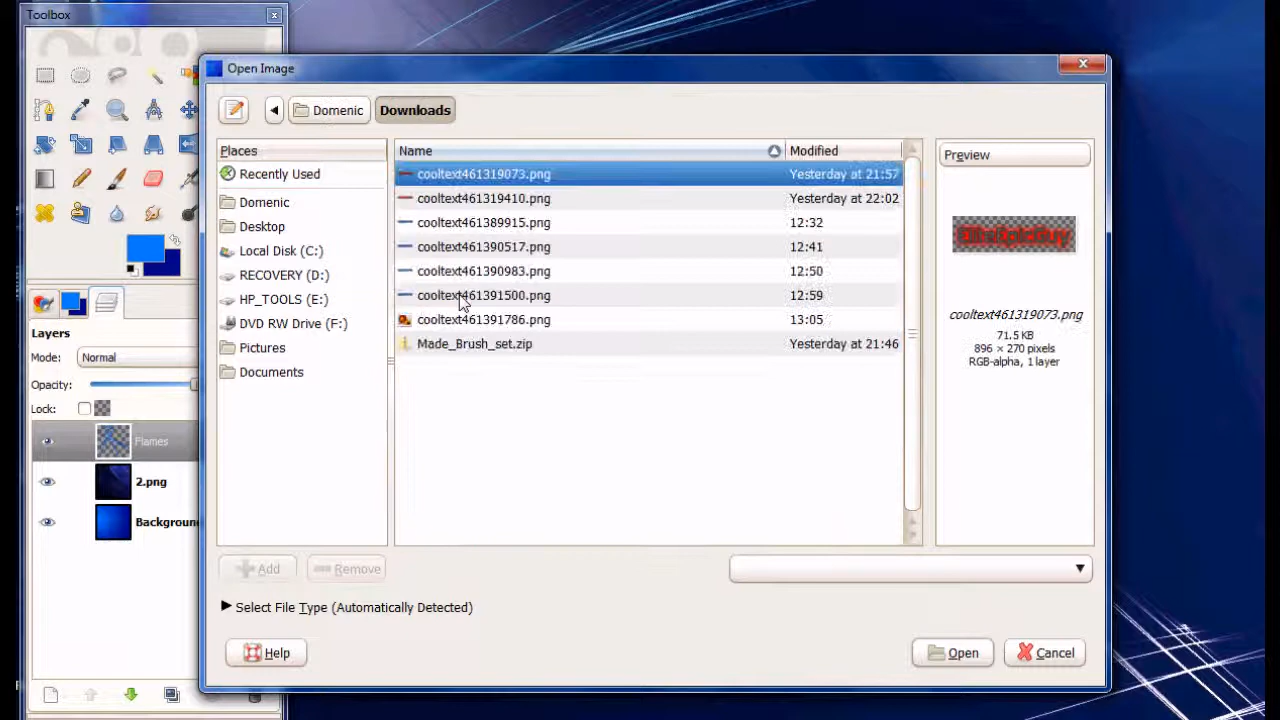 Toolbox
Open Image
Domenic
Downloads
Places
Recently Used
Domenic
Desktop
Local Disk (C:)
RECOVERY (D:)
HP_TOOLS (E:)
DVD RW Drive (F:)
Pictures
Documents
Name Modified
cooltext461319073.png Yesterday at 21:57
cooltext461319410.png Yesterday at 22:02
cooltext461389915.png 12:32
cooltext461390517.png 12:41
cooltext461390983.png 12:50
cooltext461391500.png 12:59
cooltext461391786.png 13:05
Made_Brush_set.zip Yesterday at 21:46
Preview
EliteEpicGuy
cooltext461319073.png
71.5 KB
896 × 270 pixels
RGB-alpha, 1 layer
Layers
Mode: Normal
Opacity:
Lock:
Flames
2.png
Background
Add
Remove
Select File Type (Automatically Detected)
Help
Open
Cancel